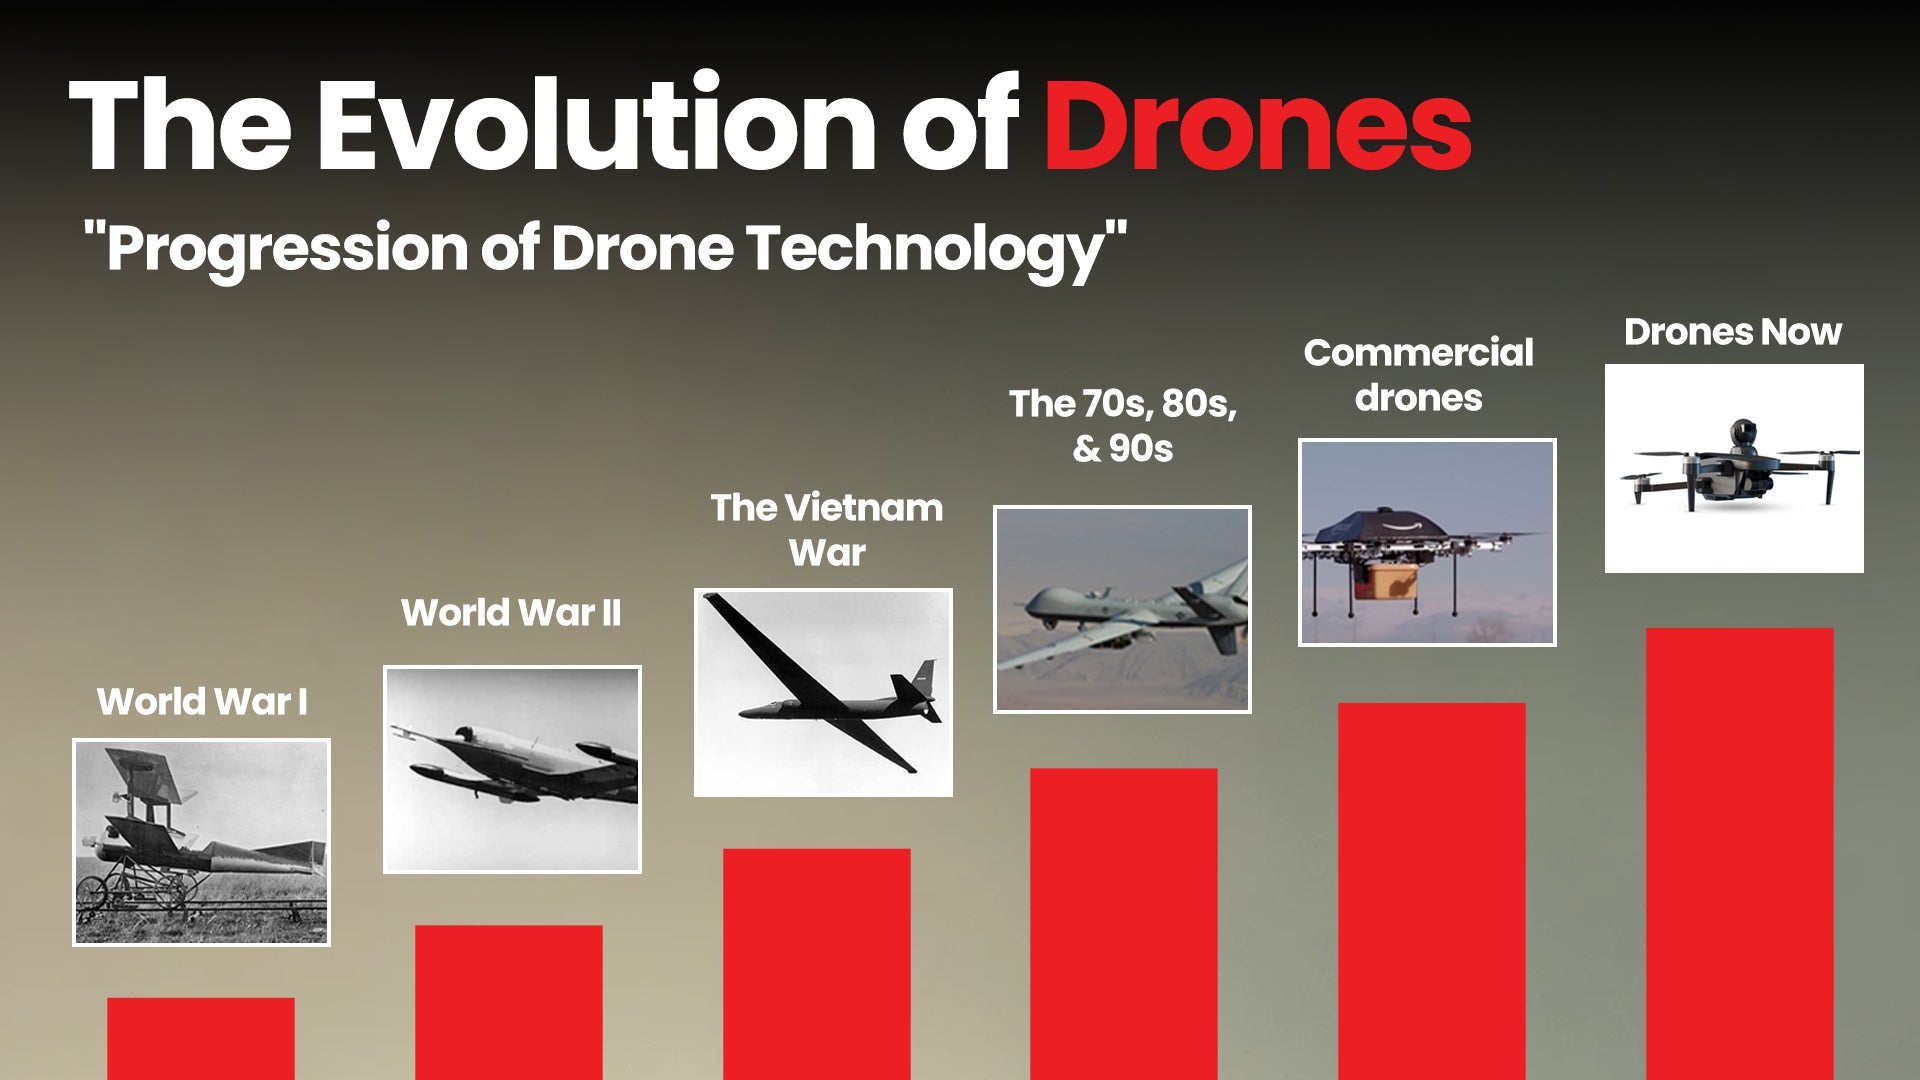 The Evolution of Drones
"Progression of Drone Technology"
World War I
World War II
The Vietnam
War
The 70s, 80s,
& 90s
Commercial
drones
Drones Now